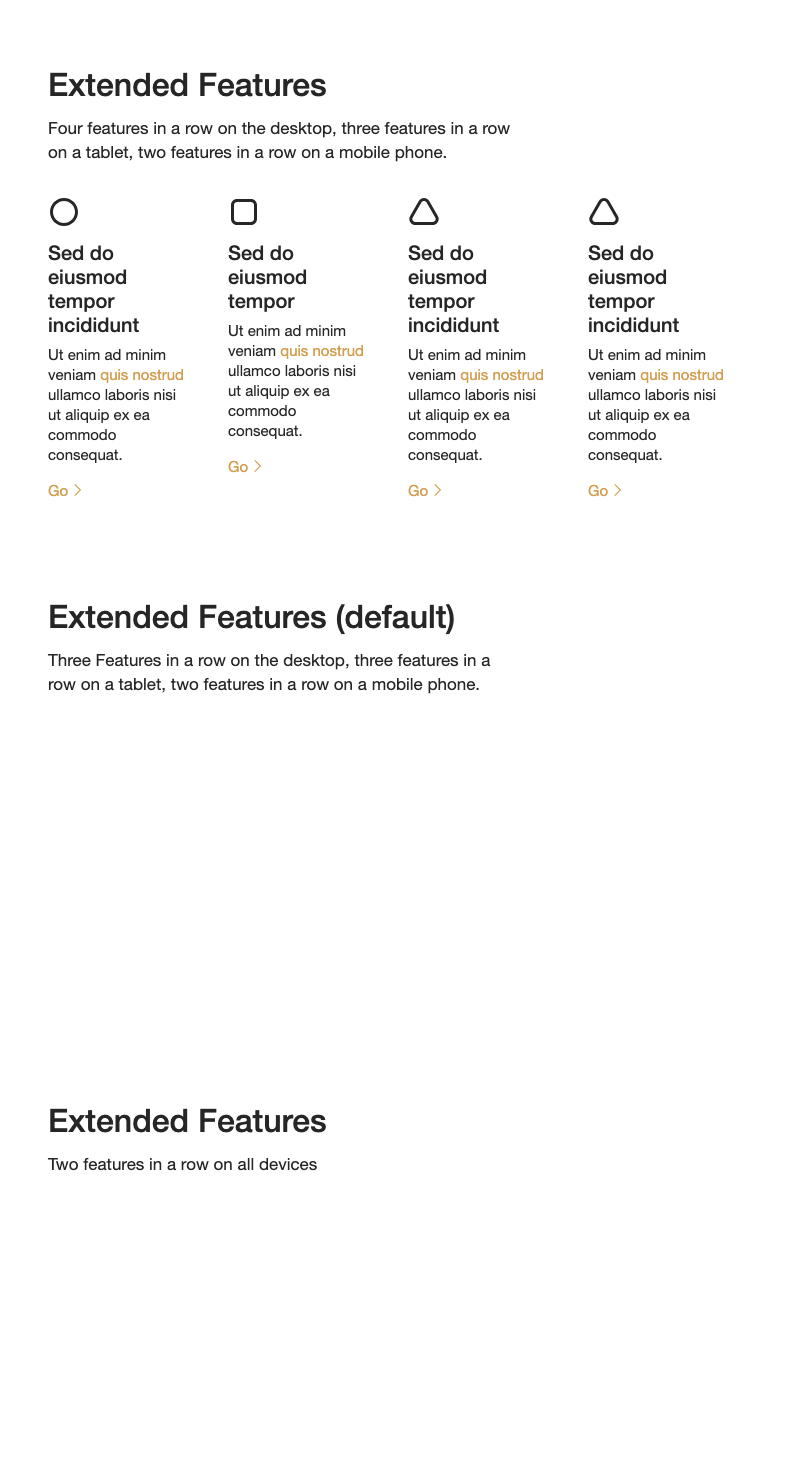 Extended Features
Four features in a row on the desktop, three features in a row
on a tablet, two features in a row on a mobile phone.
Sed do
eiusmod
tempor
incididunt
Ut enim ad minim
veniam quis nostrud
ullamco laboris nisi
ut aliquip ex ea
commodo
consequat.
Go
Sed do
eiusmod
tempor
Ut enim ad minim
veniam quis nostrud
ullamco laboris nisi
ut aliquip ex ea
commodo
consequat.
Go
Sed do
eiusmod
tempor
incididunt
Ut enim ad minim
veniam quis nostrud
ullamco laboris nisi
ut aliquip ex ea
commodo
consequat.
Go
Sed do
eiusmod
tempor
incididunt
Ut enim ad minim
veniam quis nostrud
ullamco laboris nisi
ut aliquip ex ea
commodo
consequat.
Go
Extended Features (default)
Three Features in a row on the desktop, three features in a
row on a tablet, two features in a row on a mobile phone.
Extended Features
Two features in a row on all devices